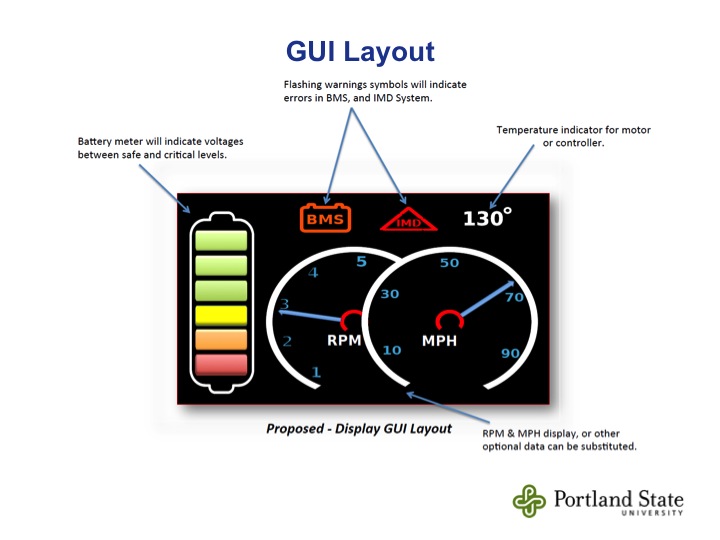 GUI Layout
Flashing warnings symbols will indicate
errors in BMS, and IMD System.
Temperature indicator for motor
or controller.
Battery meter will indicate voltages
between safe and critical levels.
BMS
IMD
130°
5
4
3
2
1
RPM
50
30
70
10
90
MPH
Proposed - Display GUI Layout
RPM & MPH display, or other
optional data can be substituted.
Portland State
UNIVERSITY